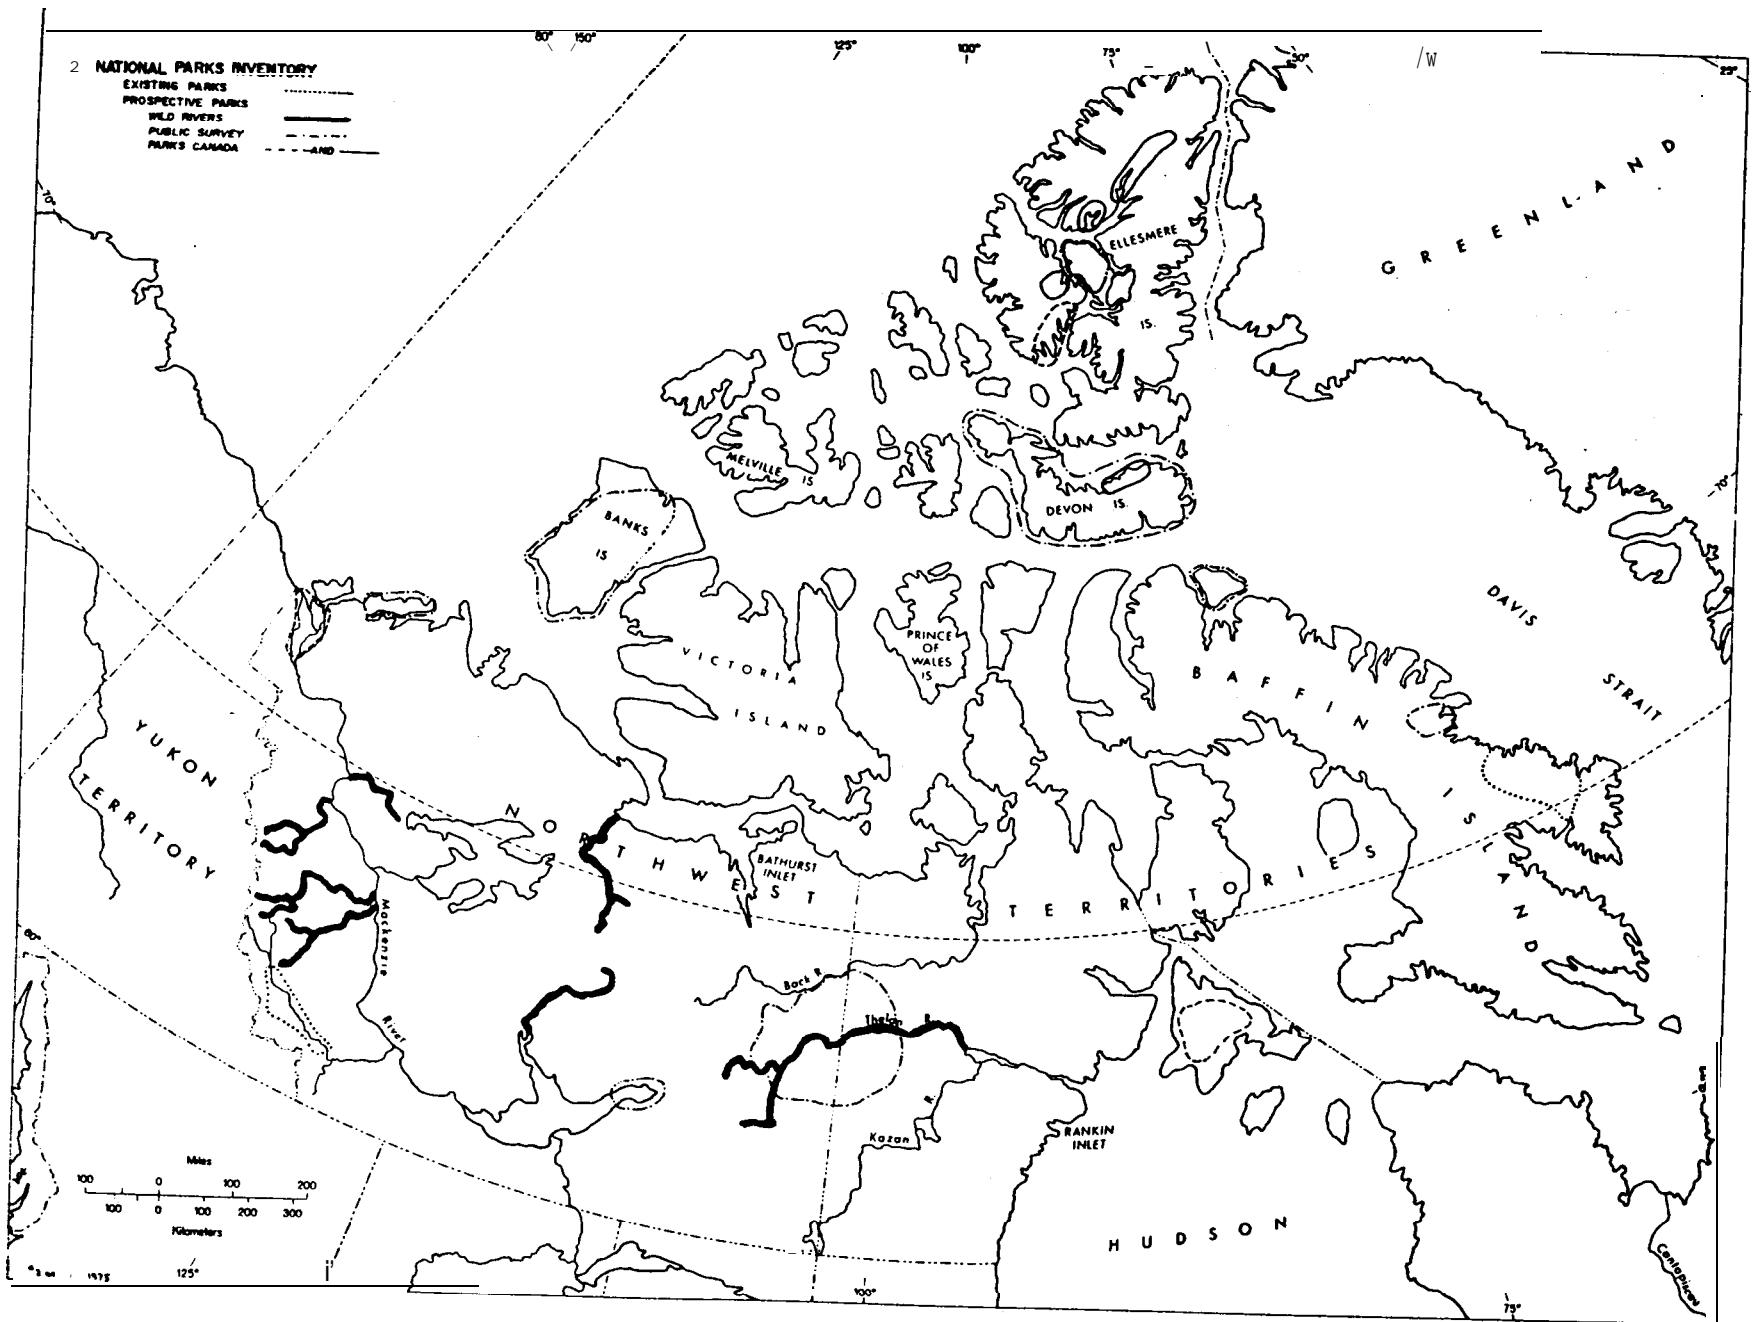 80° 150° 125° 100° 75° 50° /W 25°
2 NATIONAL PARKS INVENTORY
EXISTING PARKS
PROSPECTIVE PARKS
WILD RIVERS
PUBLIC SURVEY
PARKS CANADA AND
70°
GREENLAND
ELLESMERE
IS.
MELVILLE
IS
BANKS
IS
DEVON IS.
70°
DAVIS
STRAIT
PRINCE
OF
WALES
IS
VICTORIA
ISLAND
BAFFIN
ISLAND
YUKON
TERRITORY
NORTHWEST TERRITORIES
BATHURST
INLET
Mackenzie
River
60°
Back R
Thelon R
Kazan R.
RANKIN
INLET
HUDSON
Miles
100 0 100 200
100 0 100 200 300
Kilometers
1975
125°
100°
75°